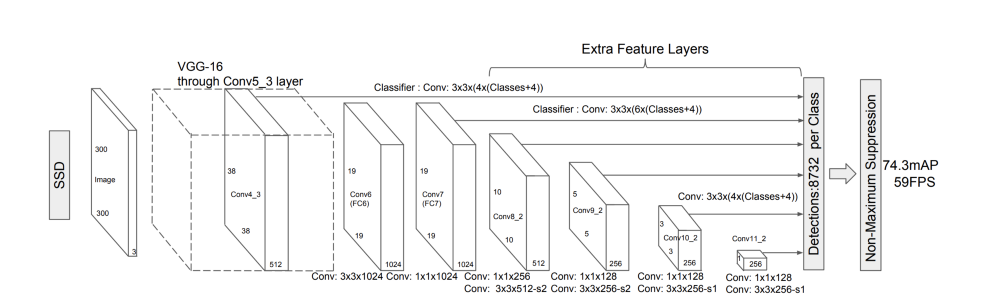 Extra Feature Layers
VGG-16
through Conv5_3 layer
Classifier : Conv: 3x3x(4x(Classes+4))
Classifier : Conv: 3x3x(6x(Classes+4))
SSD
300
Image
300
3
38
Conv4_3
38
512
19
Conv6
(FC6)
19
1024
19
Conv7
(FC7)
19
1024
10
Conv8_2
10
512
5
Conv9_2
5
256
Conv: 3x3x(4x(Classes+4))
3
Conv10_2
3
256
Conv11_2
1
256
Detections:8732 per Class
Non-Maximum Suppression
74.3mAP
59FPS
Conv: 3x3x1024
Conv: 1x1x1024
Conv: 1x1x256
Conv: 3x3x512-s2
Conv: 1x1x128
Conv: 3x3x256-s2
Conv: 1x1x128
Conv: 3x3x256-s1
Conv: 1x1x128
Conv: 3x3x256-s1